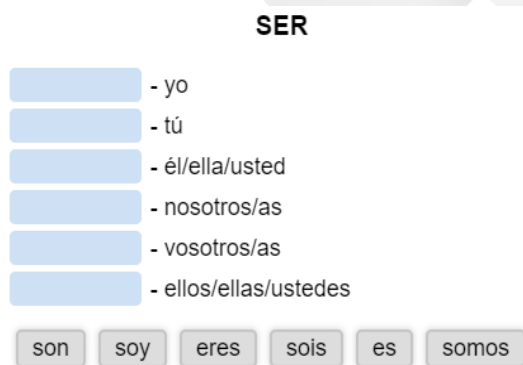 SER
- yo
- tú
- él/ella/usted
- nosotros/as
- vosotros/as
- ellos/ellas/ustedes
son soy eres sois es somos